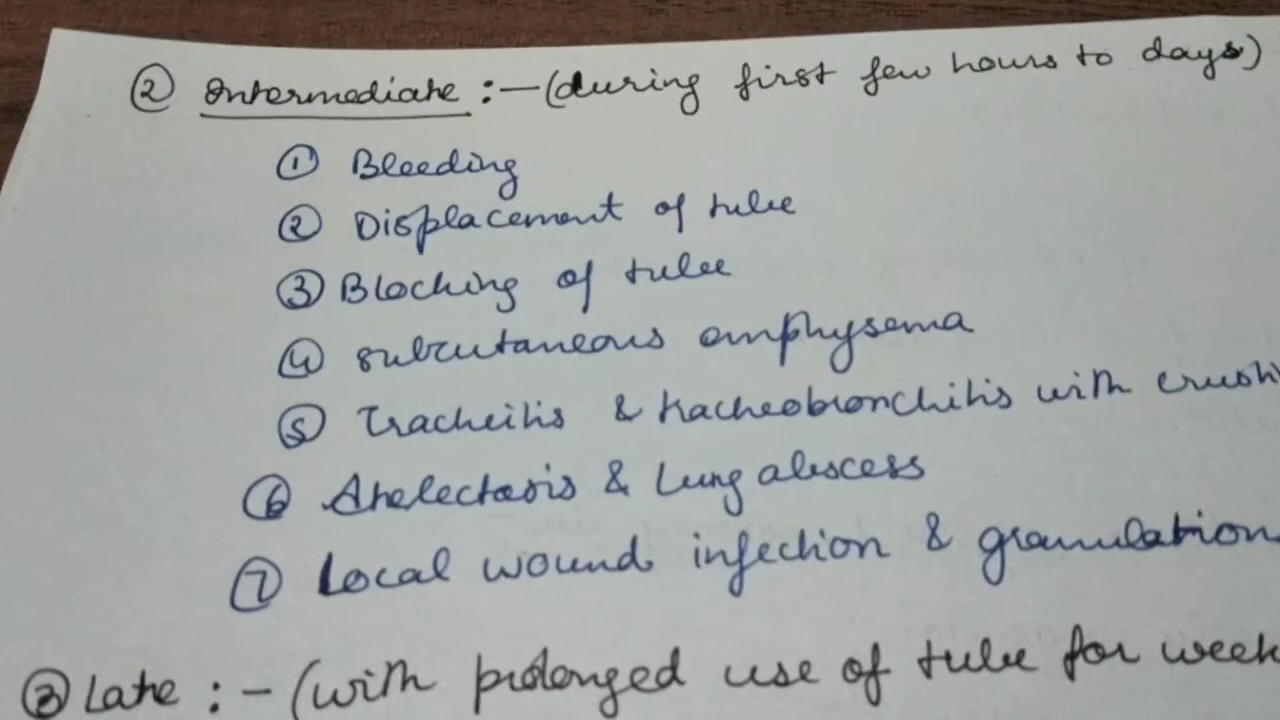 ② Intermediate :- (during first few hours to days)
① Bleeding
② Displacement of tube
③ Blocking of tube
④ subcutaneous emphysema
⑤ Tracheitis & tracheobronchitis with crusti
⑥ Atelectasis & Lung abscess
⑦ Local wound infection & granulation
③ Late :- (with prolonged use of tube for week